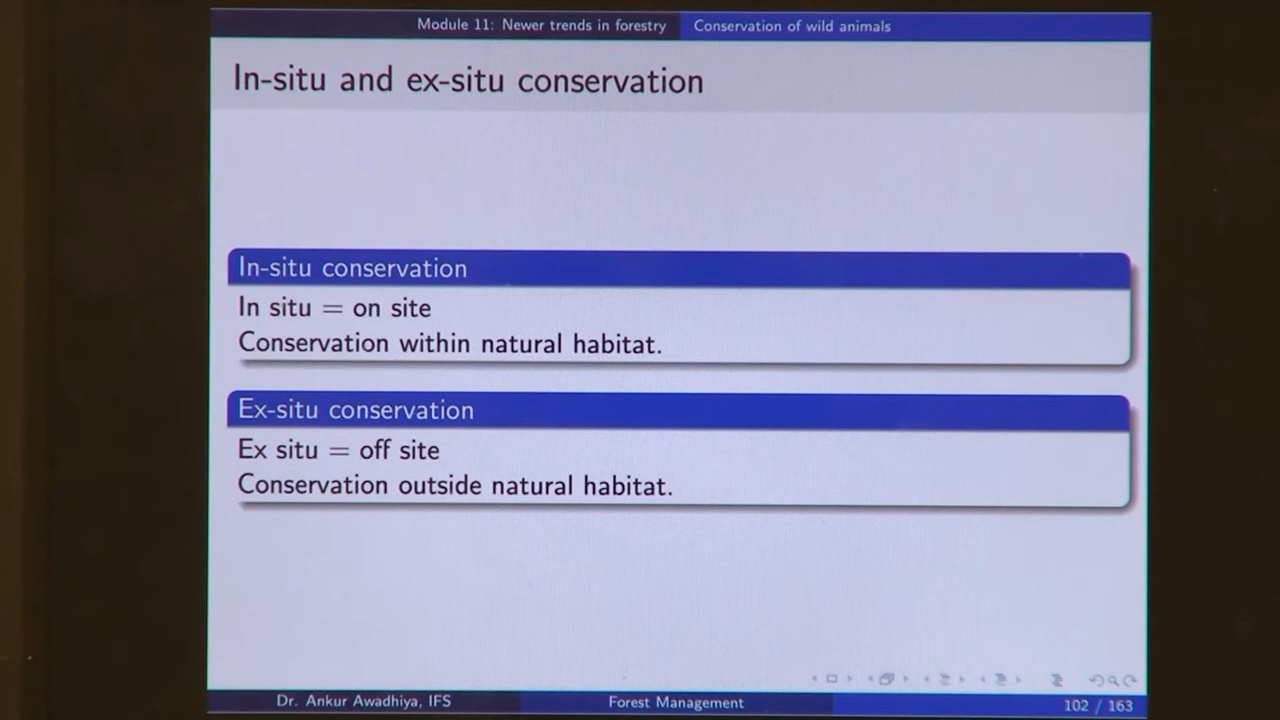 Module 11: Newer trends in forestry Conservation of wild animals
In-situ and ex-situ conservation
In-situ conservation
In situ = on site
Conservation within natural habitat.
Ex-situ conservation
Ex situ = off site
Conservation outside natural habitat.
Dr. Ankur Awadhiya, IFS Forest Management 102 / 163